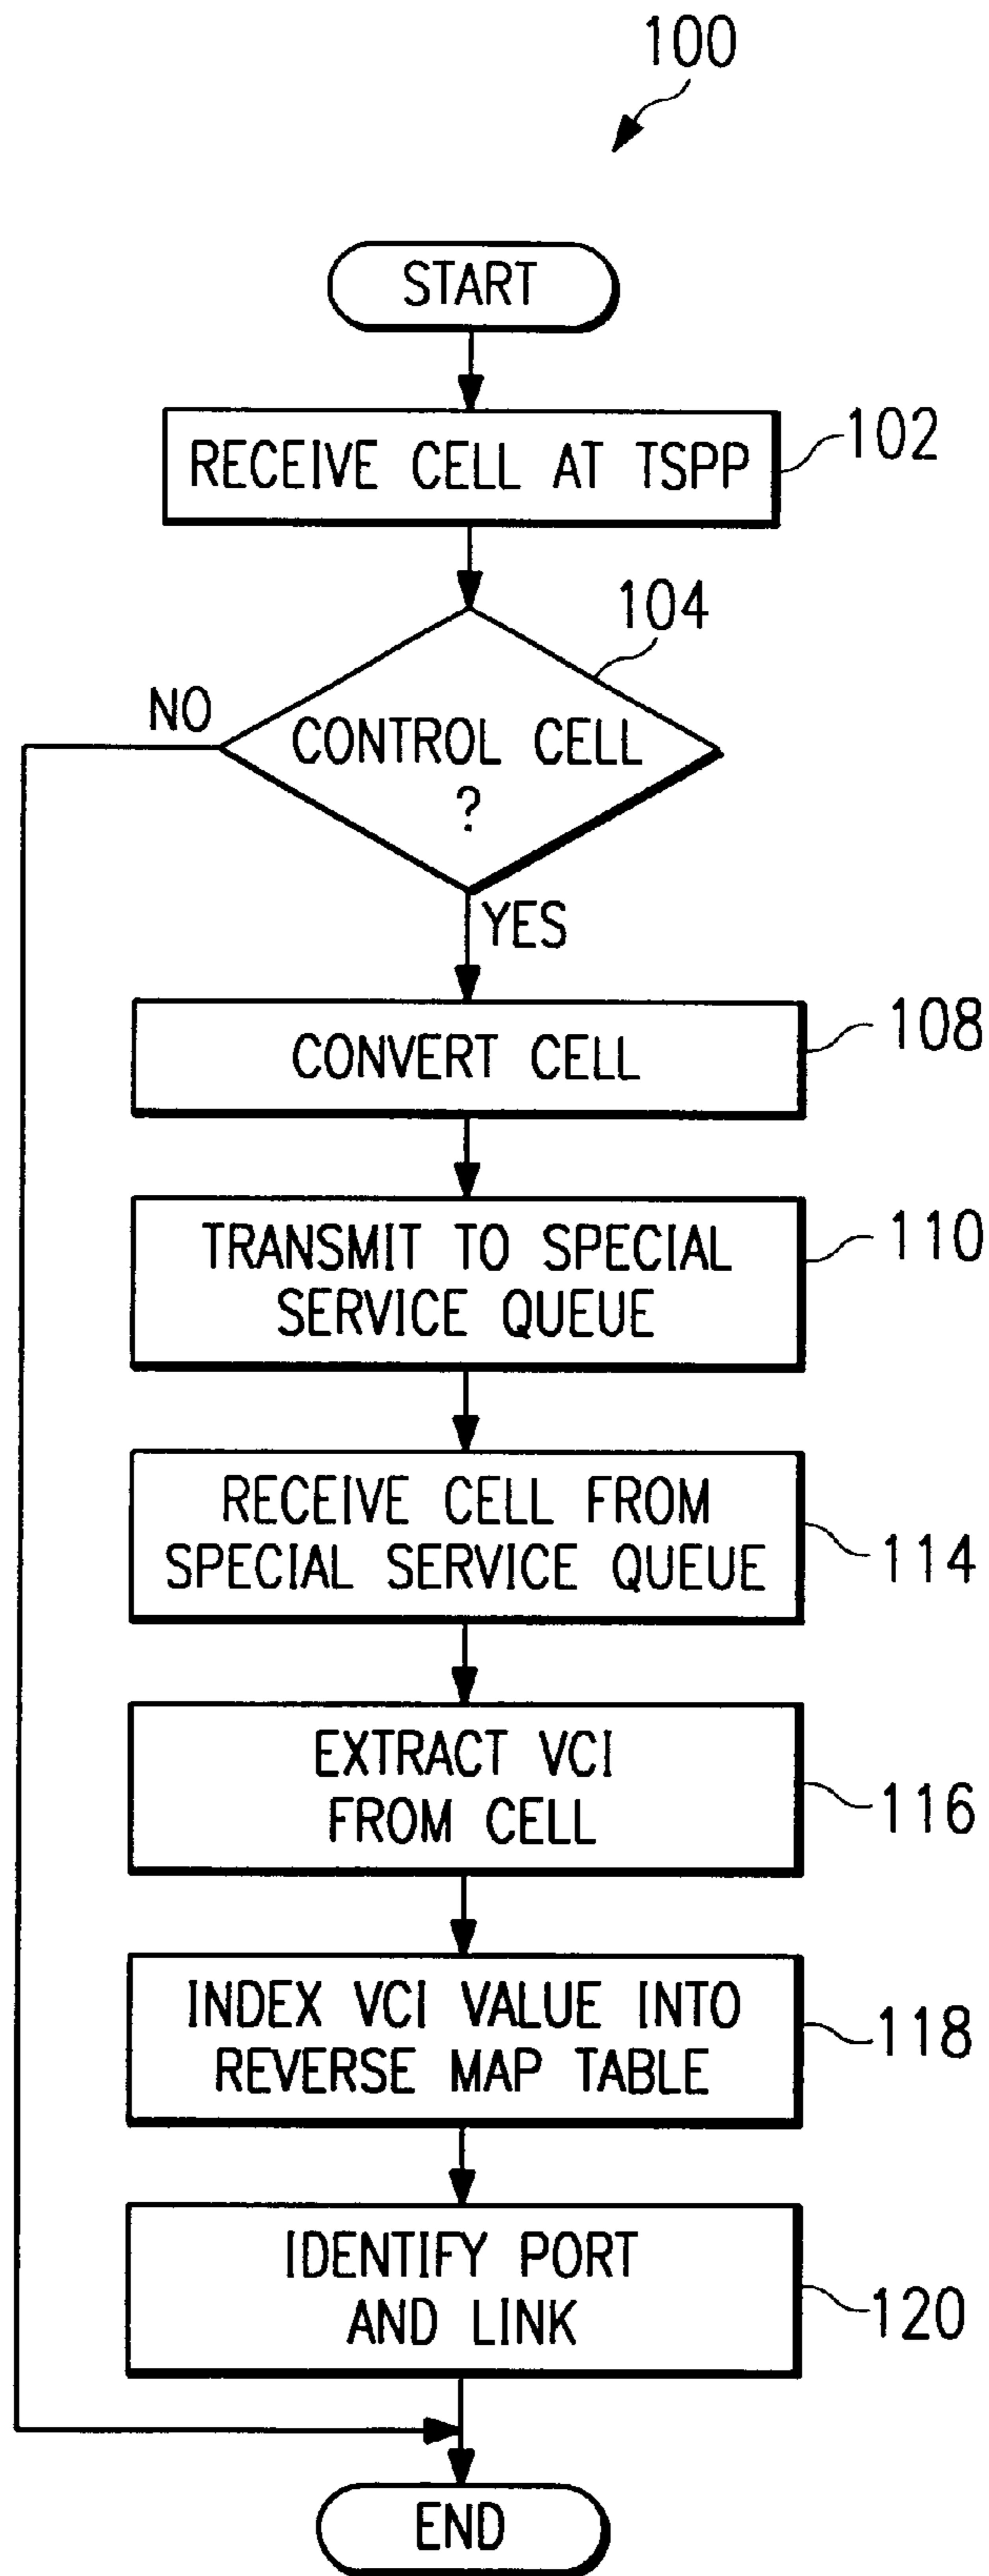 100
START
RECEIVE CELL AT TSPP
102
104
NO
CONTROL CELL
?
YES
CONVERT CELL
108
TRANSMIT TO SPECIAL
SERVICE QUEUE
110
RECEIVE CELL FROM
SPECIAL SERVICE QUEUE
114
EXTRACT VCI
FROM CELL
116
INDEX VCI VALUE INTO
REVERSE MAP TABLE
118
IDENTIFY PORT
AND LINK
120
END